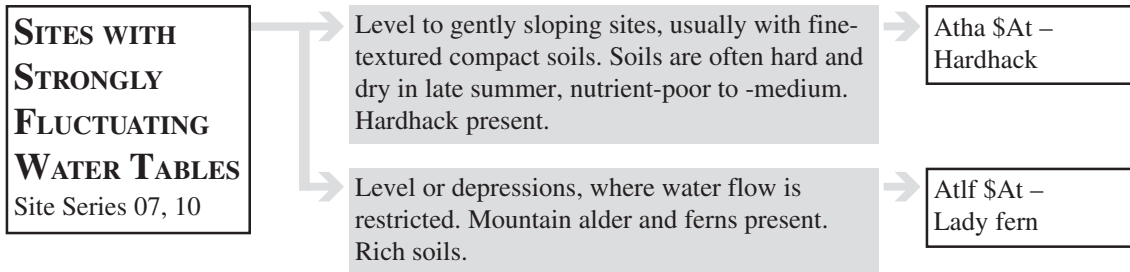 SITES WITH
STRONGLY
FLUCTUATING
WATER TABLES
Site Series 07, 10
Level to gently sloping sites, usually with fine-
textured compact soils. Soils are often hard and
dry in late summer, nutrient-poor to -medium.
Hardhack present.
Atha $At –
Hardhack
Level or depressions, where water flow is
restricted. Mountain alder and ferns present.
Rich soils.
Atlf $At –
Lady fern